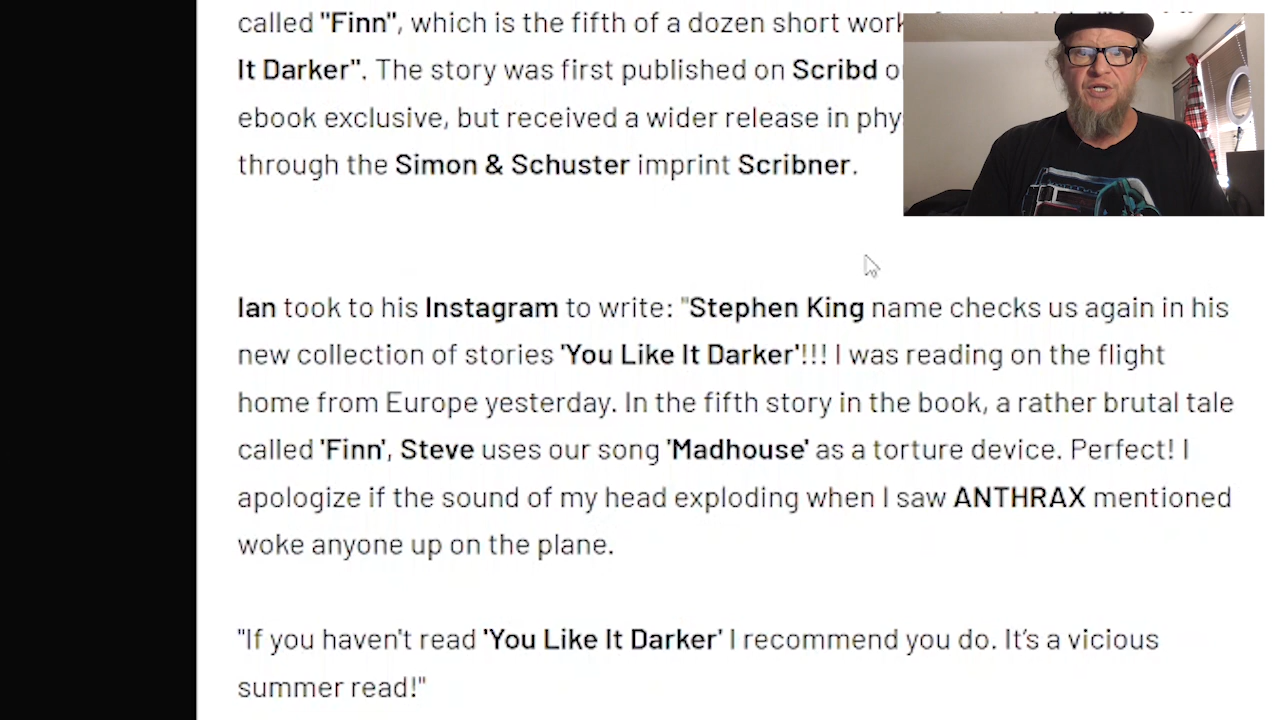 called "Finn", which is the fifth of a dozen short work
It Darker". The story was first published on Scribd
ebook exclusive, but received a wider release in
through the Simon & Schuster imprint Scribner.
Ian took to his Instagram to write: "Stephen King name checks us again in his
new collection of stories 'You Like It Darker'!!! I was reading on the flight
home from Europe yesterday. In the fifth story in the book, a rather brutal tale
called 'Finn', Steve uses our song 'Madhouse' as a torture device. Perfect! I
apologize if the sound of my head exploding when I saw ANTHRAX mentioned
woke anyone up on the plane.
"If you haven't read 'You Like It Darker' I recommend you do. It's a vicious
summer read!"